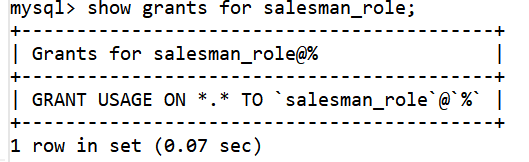 mysql> show grants for salesman_role;
+-------------------------------------------+
| Grants for salesman_role@%                |
+-------------------------------------------+
| GRANT USAGE ON *.* TO `salesman_role`@`%` |
+-------------------------------------------+
1 row in set (0.07 sec)